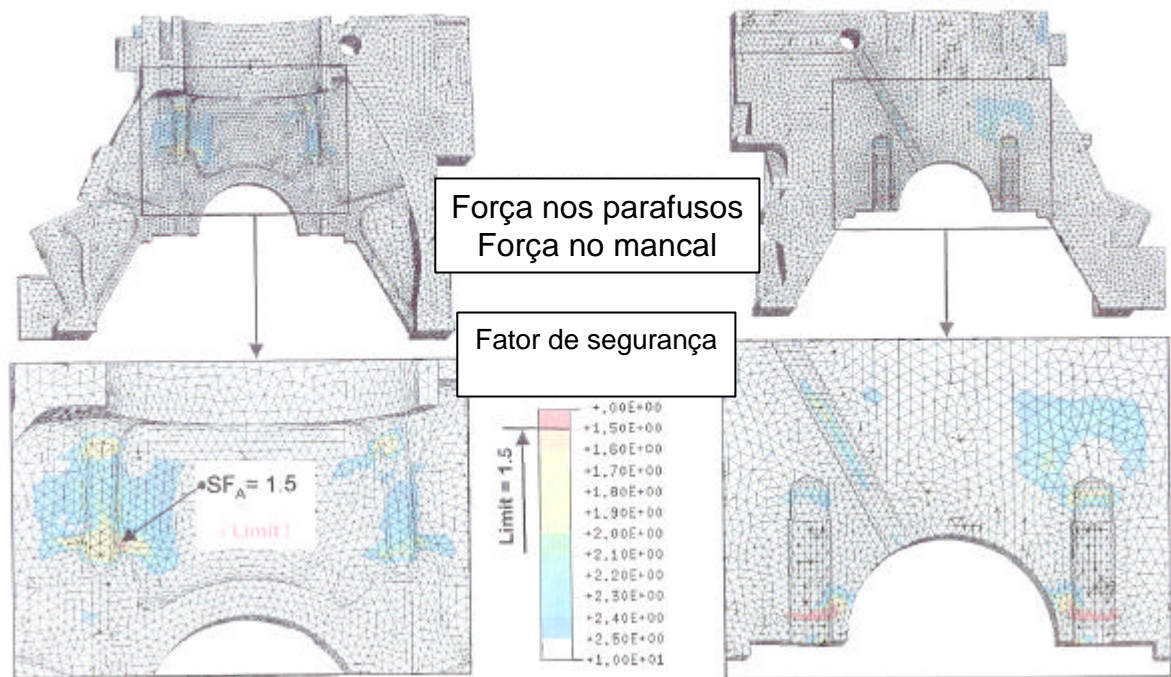 Força nos parafusos
Força no mancal
Fator de segurança
SF_A = 1.5
Limit !
Limit = 1.5
+.00E+00
+1.50E+00
+1.60E+00
+1.70E+00
+1.80E+00
+1.90E+00
+2.00E+00
+2.10E+00
+2.20E+00
+2.30E+00
+2.40E+00
+2.50E+00
+1.00E+01